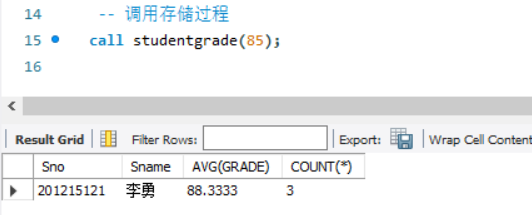 14 -- 调用存储过程
15 call studentgrade(85);
16
Result Grid Filter Rows: Export: Wrap Cell Content
Sno Sname AVG(GRADE) COUNT(*)
201215121 李勇 88.3333 3